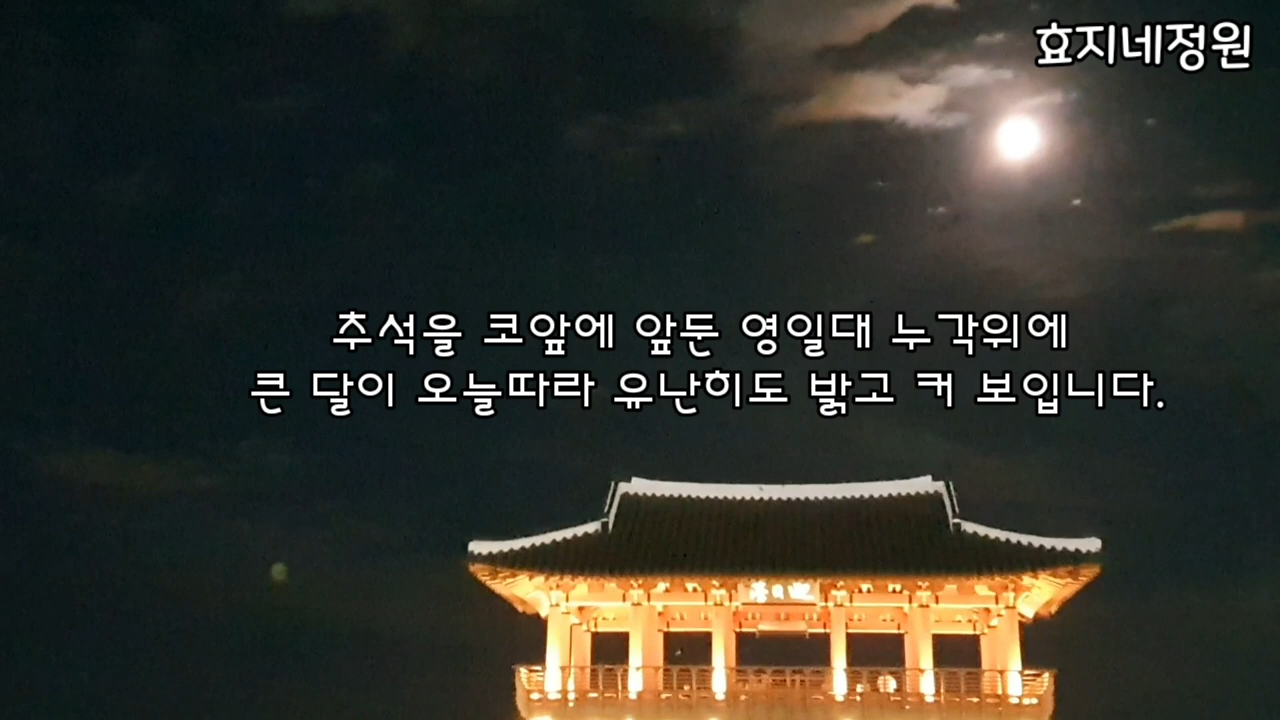 효지네정원
추석을 코앞에 앞둔 영일대 누각위에
큰 달이 오늘따라 유난히도 밝고 커 보입니다.